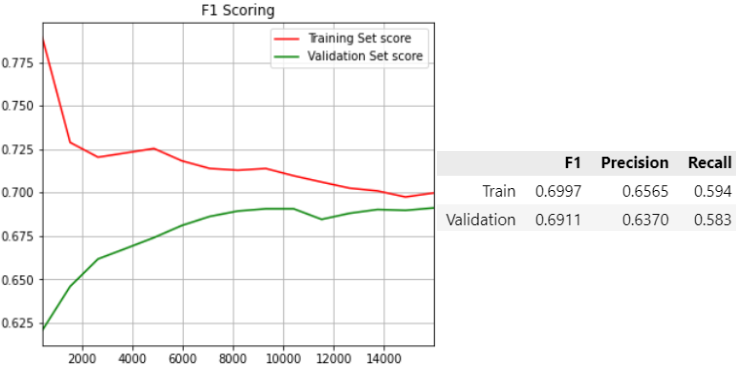 F1 Scoring
Training Set score
Validation Set score
0.775
0.750
0.725
0.700
0.675
0.650
0.625
2000 4000 6000 8000 10000 12000 14000
F1 Precision Recall
Train 0.6997 0.6565 0.594
Validation 0.6911 0.6370 0.583